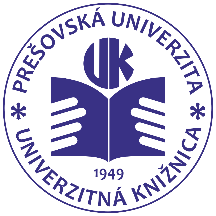 PREŠOVSKÁ UNIVERZITA
UK
1949
* UNIVERZITNÁ KNIŽNICA *